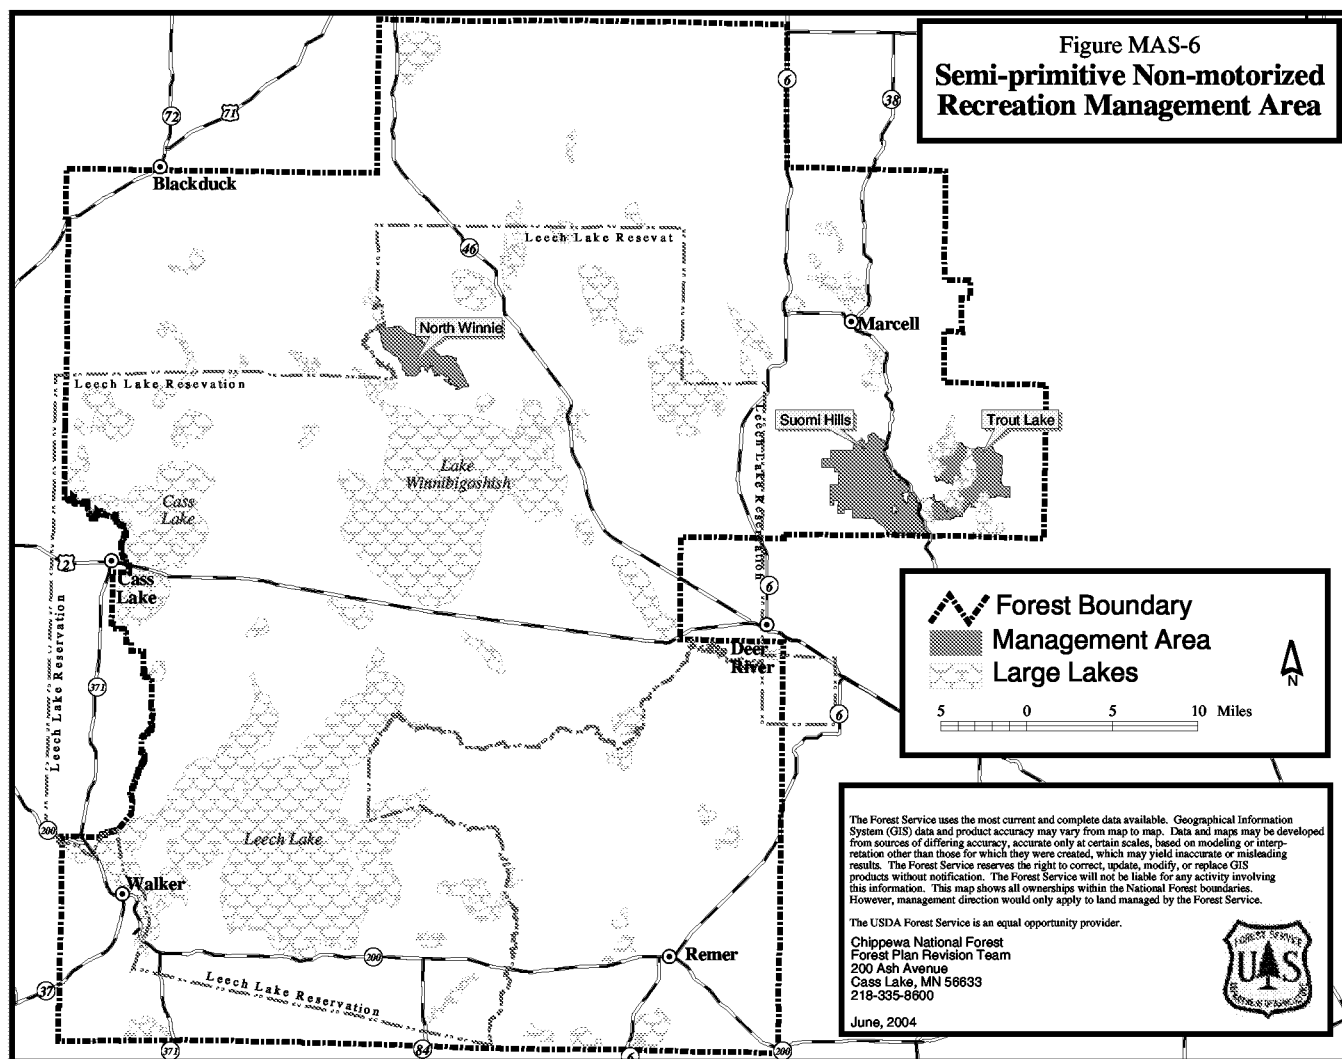 Figure MAS-6
Semi-primitive Non-motorized
Recreation Management Area
6
38
72
71
Blackduck
46
Leech Lake Resevat
North Winnie
Marcell
Leech Lake Resevation
Suomi Hills
Trout Lake
Leech Lake Reservation
Lake
Winnibigoshish
Cass
Lake
2
Cass
Lake
6
Deer
River
Leech Lake Reservation
371
6
200
Leech Lake
Walker
200
Remer
37
Leech Lake Reservation
371
84
6
200
Forest Boundary
Management Area
Large Lakes
N
5 0 5 10 Miles
The Forest Service uses the most current and complete data available. Geographical Information
System (GIS) data and product accuracy may vary from map to map. Data and maps may be developed
from sources of differing accuracy, accurate only at certain scales, based on modeling or interp-
retation other than those for which they were created, which may yield inaccurate or misleading
results. The Forest Service reserves the right to correct, update, modify, or replace GIS
products without notification. The Forest Service will not be liable for any activity involving
this information. This map shows all ownerships within the National Forest boundaries.
However, management direction would only apply to land managed by the Forest Service.
The USDA Forest Service is an equal opportunity provider.
Chippewa National Forest
Forest Plan Revision Team
200 Ash Avenue
Cass Lake, MN 56633
218-335-8600
June, 2004
FOREST SERVICE
U S
DEPARTMENT OF AGRICULTURE